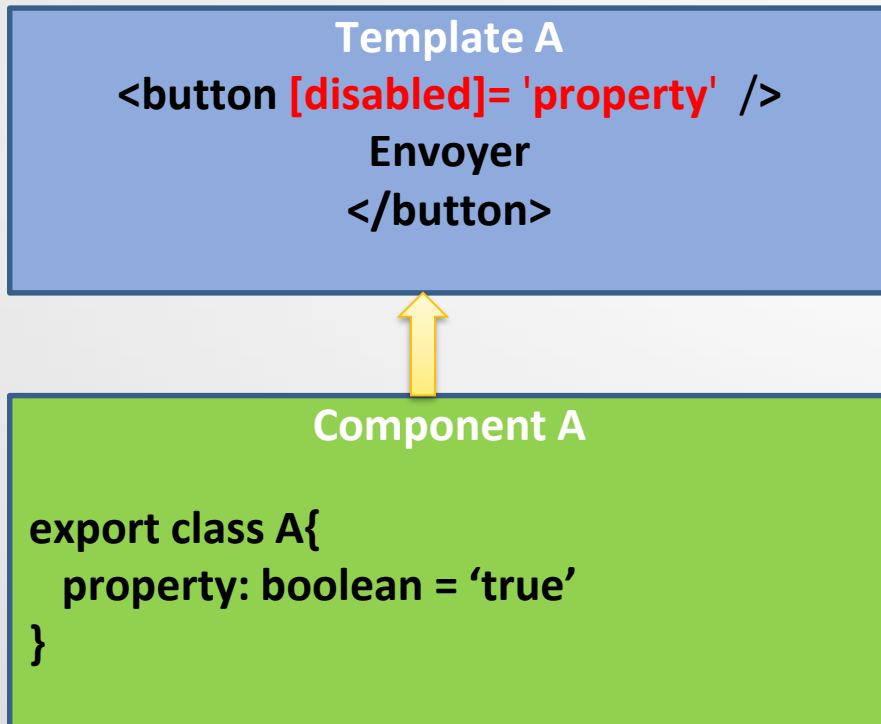 Template A
<button [disabled]= 'property' />
Envoyer
</button>
Component A
export class A{
property: boolean = ‘true’
}